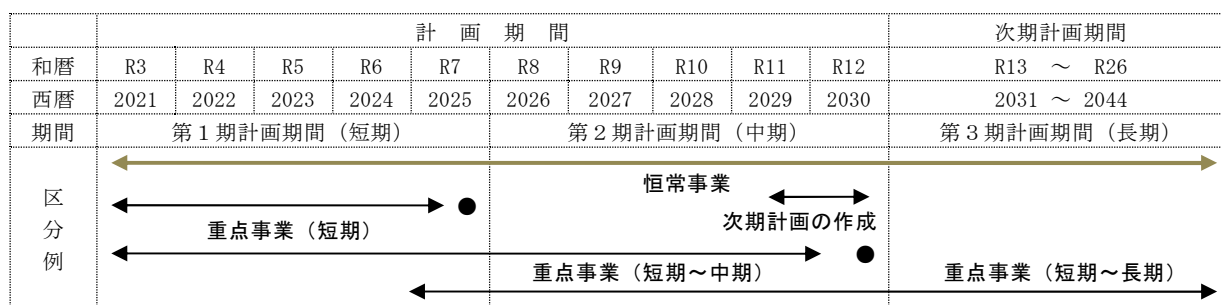 計 画 期 間 次期計画期間
和暦 R3 R4 R5 R6 R7 R8 R9 R10 R11 R12 R13 ～ R26
西暦 2021 2022 2023 2024 2025 2026 2027 2028 2029 2030 2031 ～ 2044
期間 第１期計画期間（短期） 第２期計画期間（中期） 第３期計画期間（長期）
区分例
恒常事業
重点事業（短期） 次期計画の作成
重点事業（短期～中期） 重点事業（短期～長期）